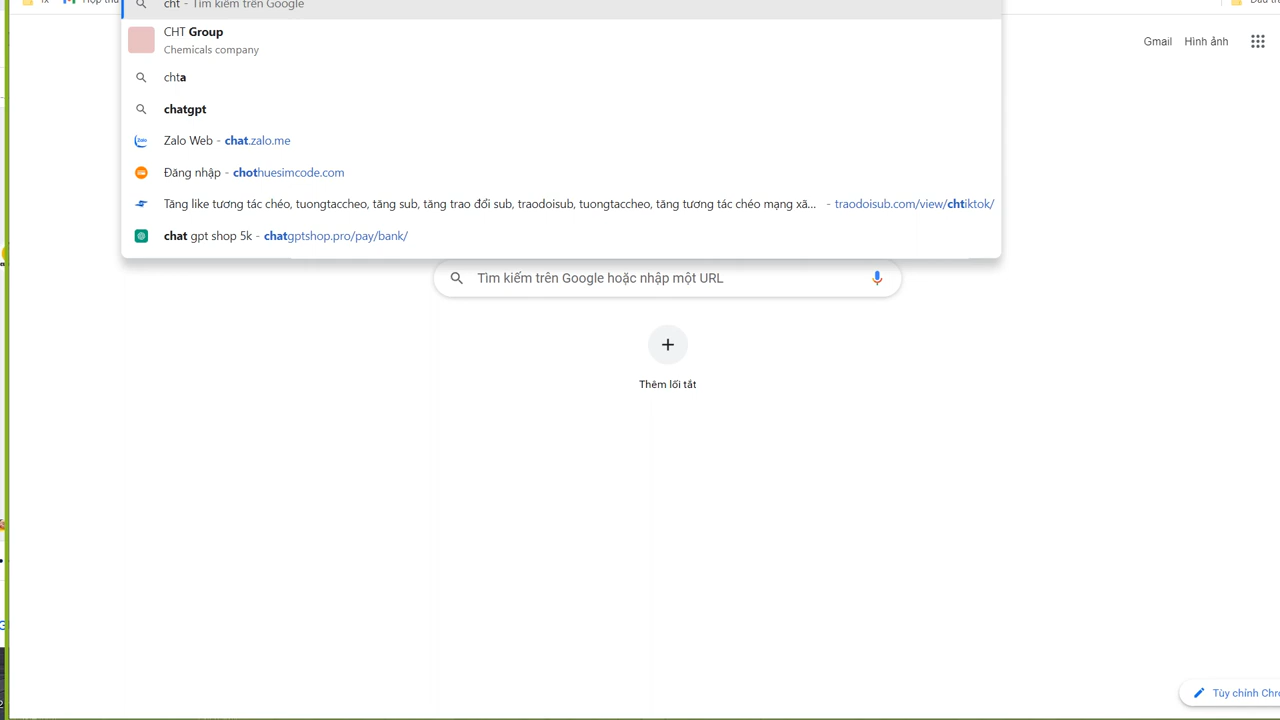 cht - Tìm kiếm trên Google
CHT Group
Chemicals company
Gmail Hình ảnh
chta
chatgpt
Zalo Web - chat.zalo.me
Đăng nhập - chothuesimcode.com
Tăng like tương tác chéo, tuongtaccheo, tăng sub, tăng trao đổi sub, traodoisub, tuongtaccheo, tăng tương tác chéo mạng xã... - traodoisub.com/view/chtiktok/
chat gpt shop 5k - chatgptshop.pro/pay/bank/
Tìm kiếm trên Google hoặc nhập một URL
Thêm lối tắt
Tùy chỉnh Chro